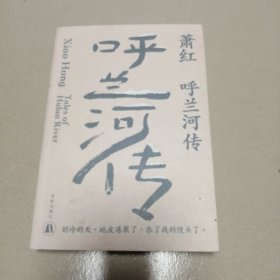 萧红 呼兰河传
呼兰河传
Xiao Hong
Tales of
Hulan River
好冷的天,地皮冻裂了,吞了我的馒头了。